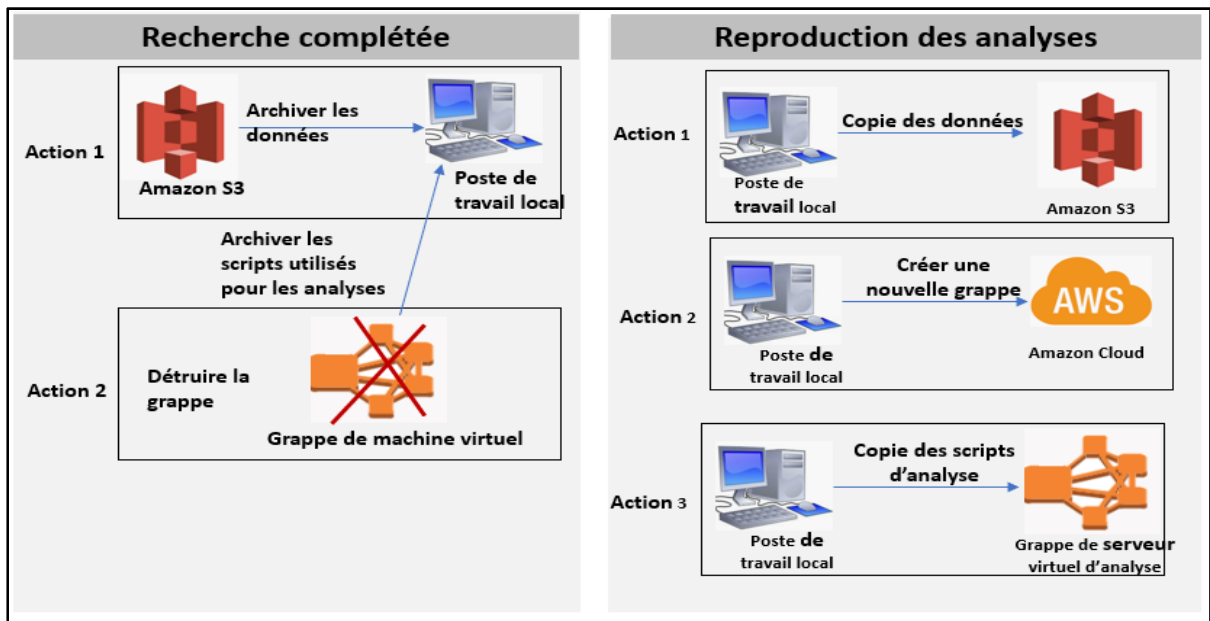 Recherche complétée
Action 1
Archiver les
données
Amazon S3
Poste de
travail local
Archiver les
scripts utilisés
pour les analyses
Action 2
Détruire la
grappe
Grappe de machine virtuel
Reproduction des analyses
Action 1
Copie des données
Poste de
travail local
Amazon S3
Action 2
Créer une
nouvelle grappe
AWS
Poste de
travail local
Amazon Cloud
Action 3
Copie des scripts
d'analyse
Poste de
travail local
Grappe de serveur
virtuel d'analyse